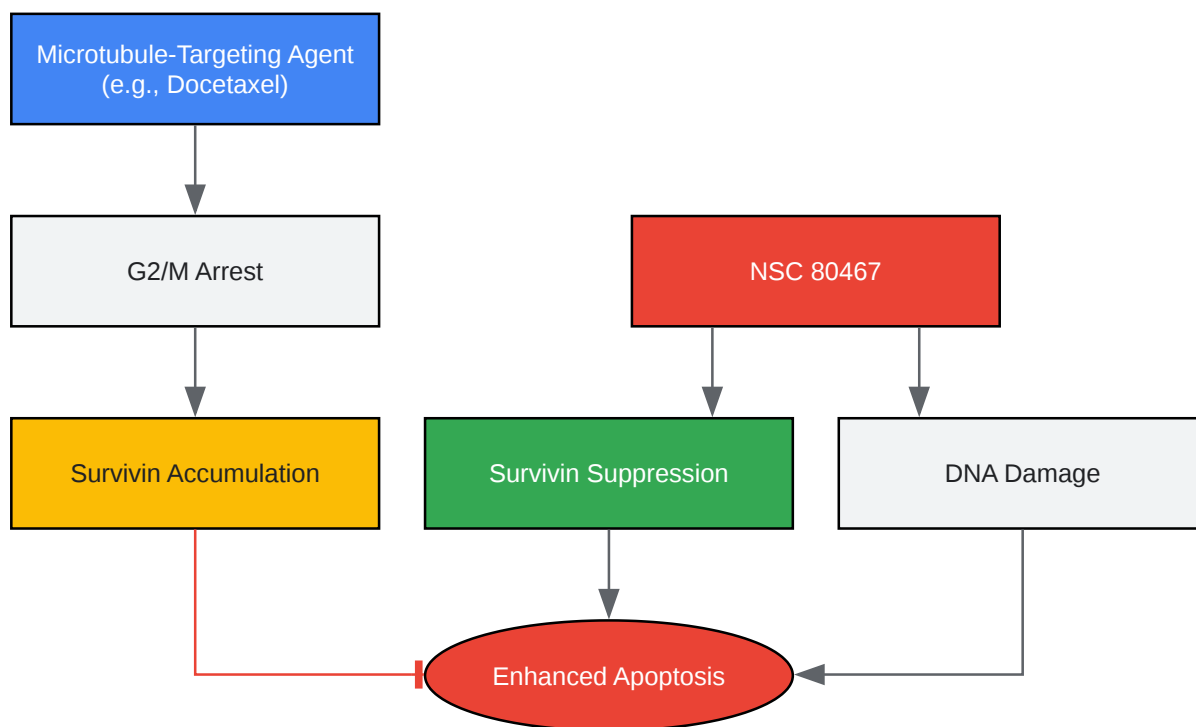 Microtubule-Targeting Agent
(e.g., Docetaxel)
G2/M Arrest
NSC 80467
Survivin Accumulation
Survivin Suppression
DNA Damage
Enhanced Apoptosis